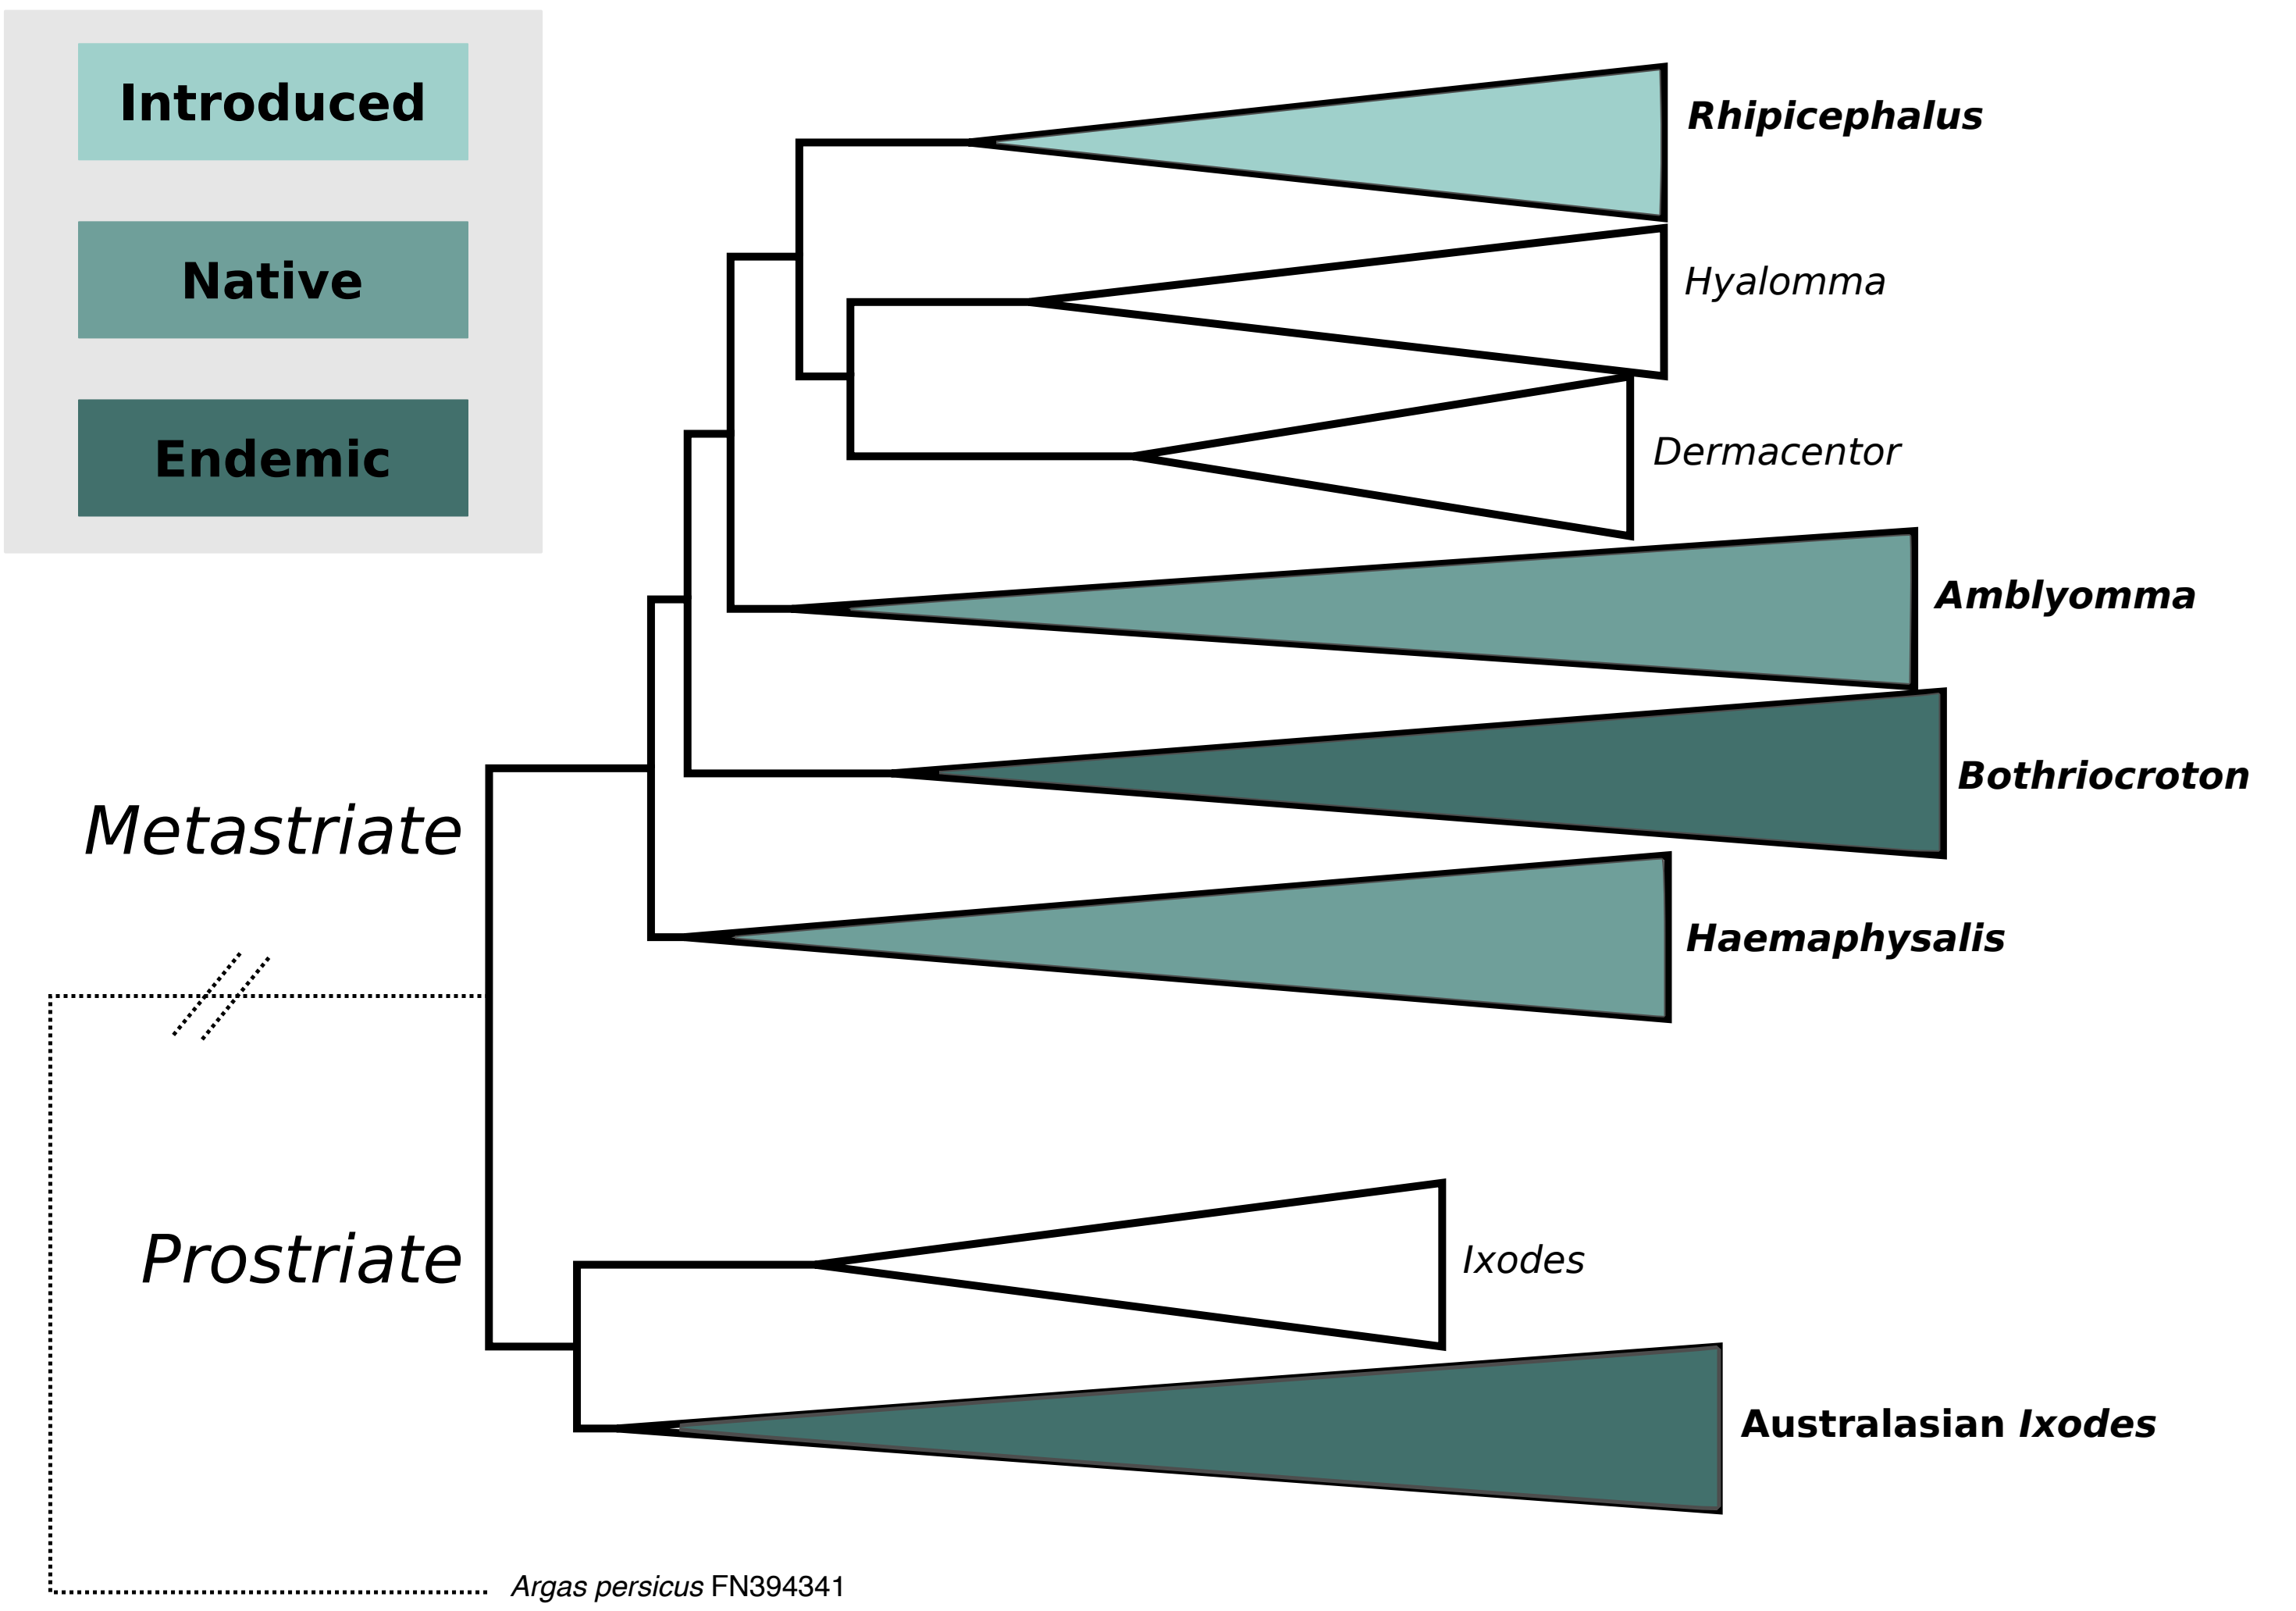 Introduced
Native
Endemic
Rhipicephalus
Hyalomma
Dermacentor
Amblyomma
Bothriocroton
Metastriate
Haemaphysalis
Prostriate
Ixodes
Australasian Ixodes
Argas persicus FN394341